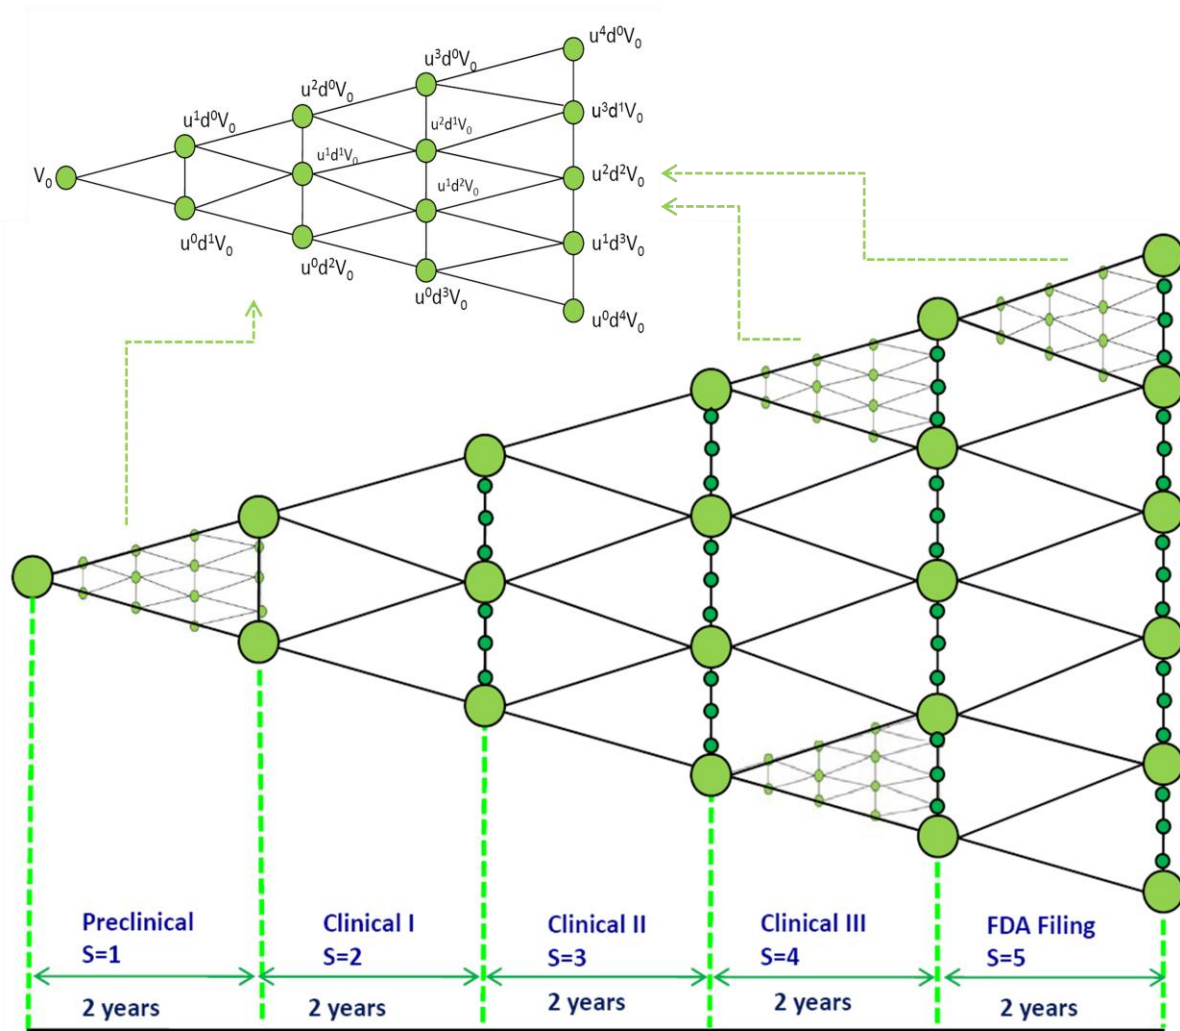 u⁴d⁰V₀
u³d⁰V₀
u²d⁰V₀
u³d¹V₀
u¹d⁰V₀
u²d¹V₀
u¹d¹V₀
V₀
u²d²V₀
u¹d²V₀
u⁰d¹V₀
u¹d³V₀
u⁰d²V₀
u⁰d³V₀
u⁰d⁴V₀
Preclinical
S=1
Clinical I
S=2
Clinical II
S=3
Clinical III
S=4
FDA Filing
S=5
2 years
2 years
2 years
2 years
2 years